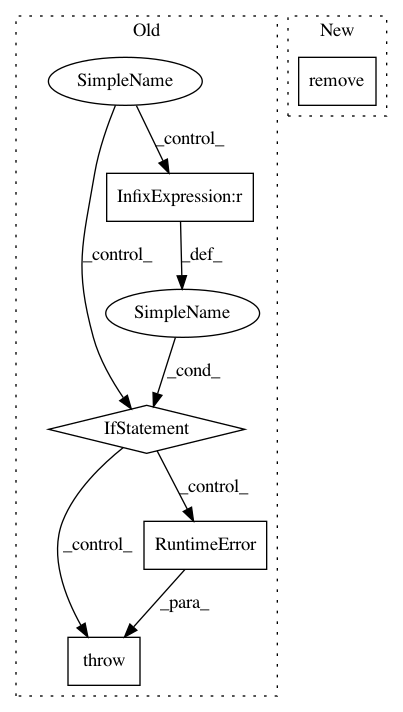 Old
New
SimpleName
remove
_control_
InfixExpression:r
_control_
_def_
SimpleName
_cond_
IfStatement
_control_
_control_
RuntimeError
_para_
throw